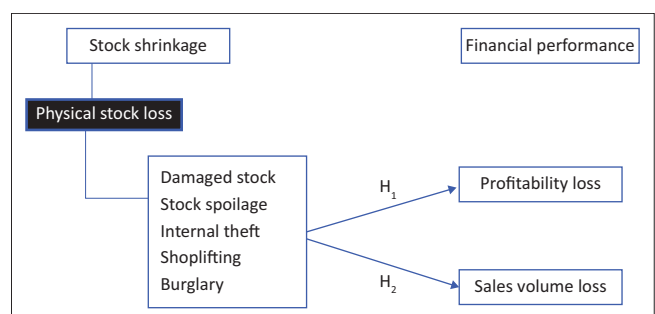 Stock shrinkage
Financial performance
Physical stock loss
Damaged stock
Stock spoilage
Internal theft
Shoplifting
Burglary
H1
Profitability loss
H2
Sales volume loss